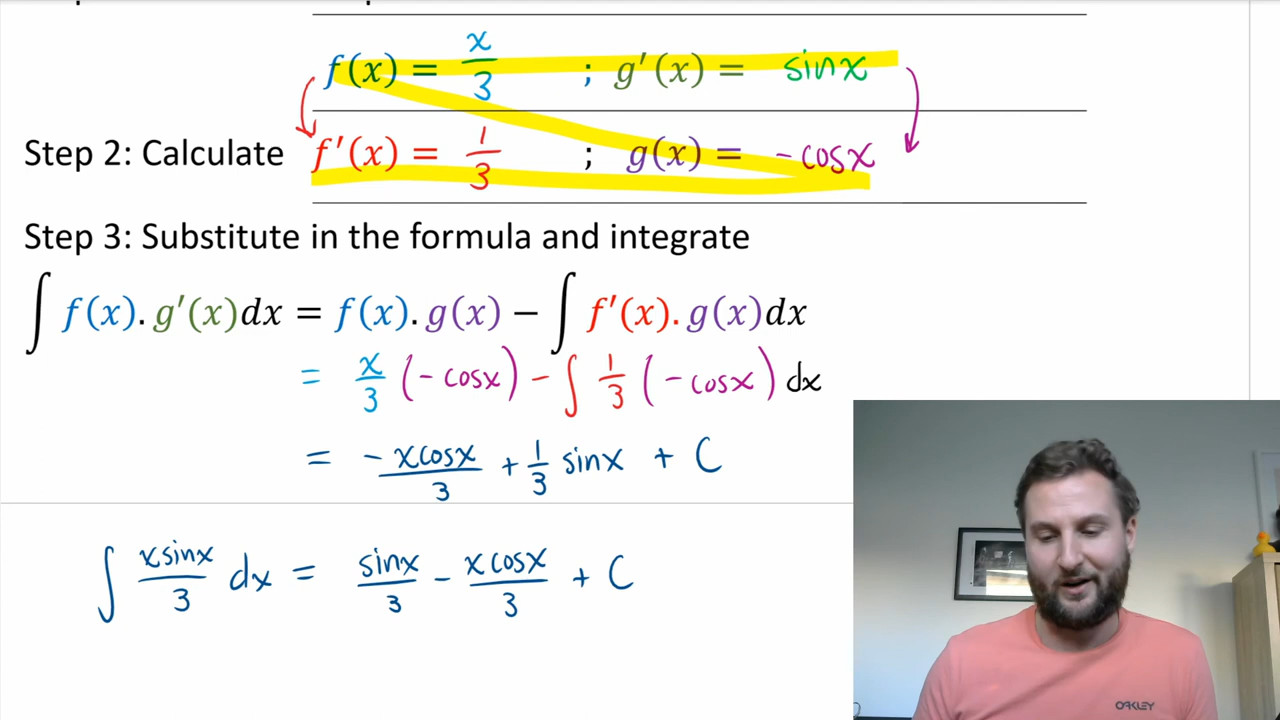 f(x) = x/3 ; g'(x) = sinx
Step 2: Calculate f'(x) = 1/3 ; g(x) = -cosx
Step 3: Substitute in the formula and integrate
∫ f(x). g'(x)dx = f(x). g(x) − ∫ f'(x). g(x)dx
= x/3 (-cosx) - ∫ 1/3 (-cosx) dx
= -xcosx/3 + 1/3 sinx + C
∫ xsinx/3 dx = sinx/3 - xcosx/3 + C
OAKLEY